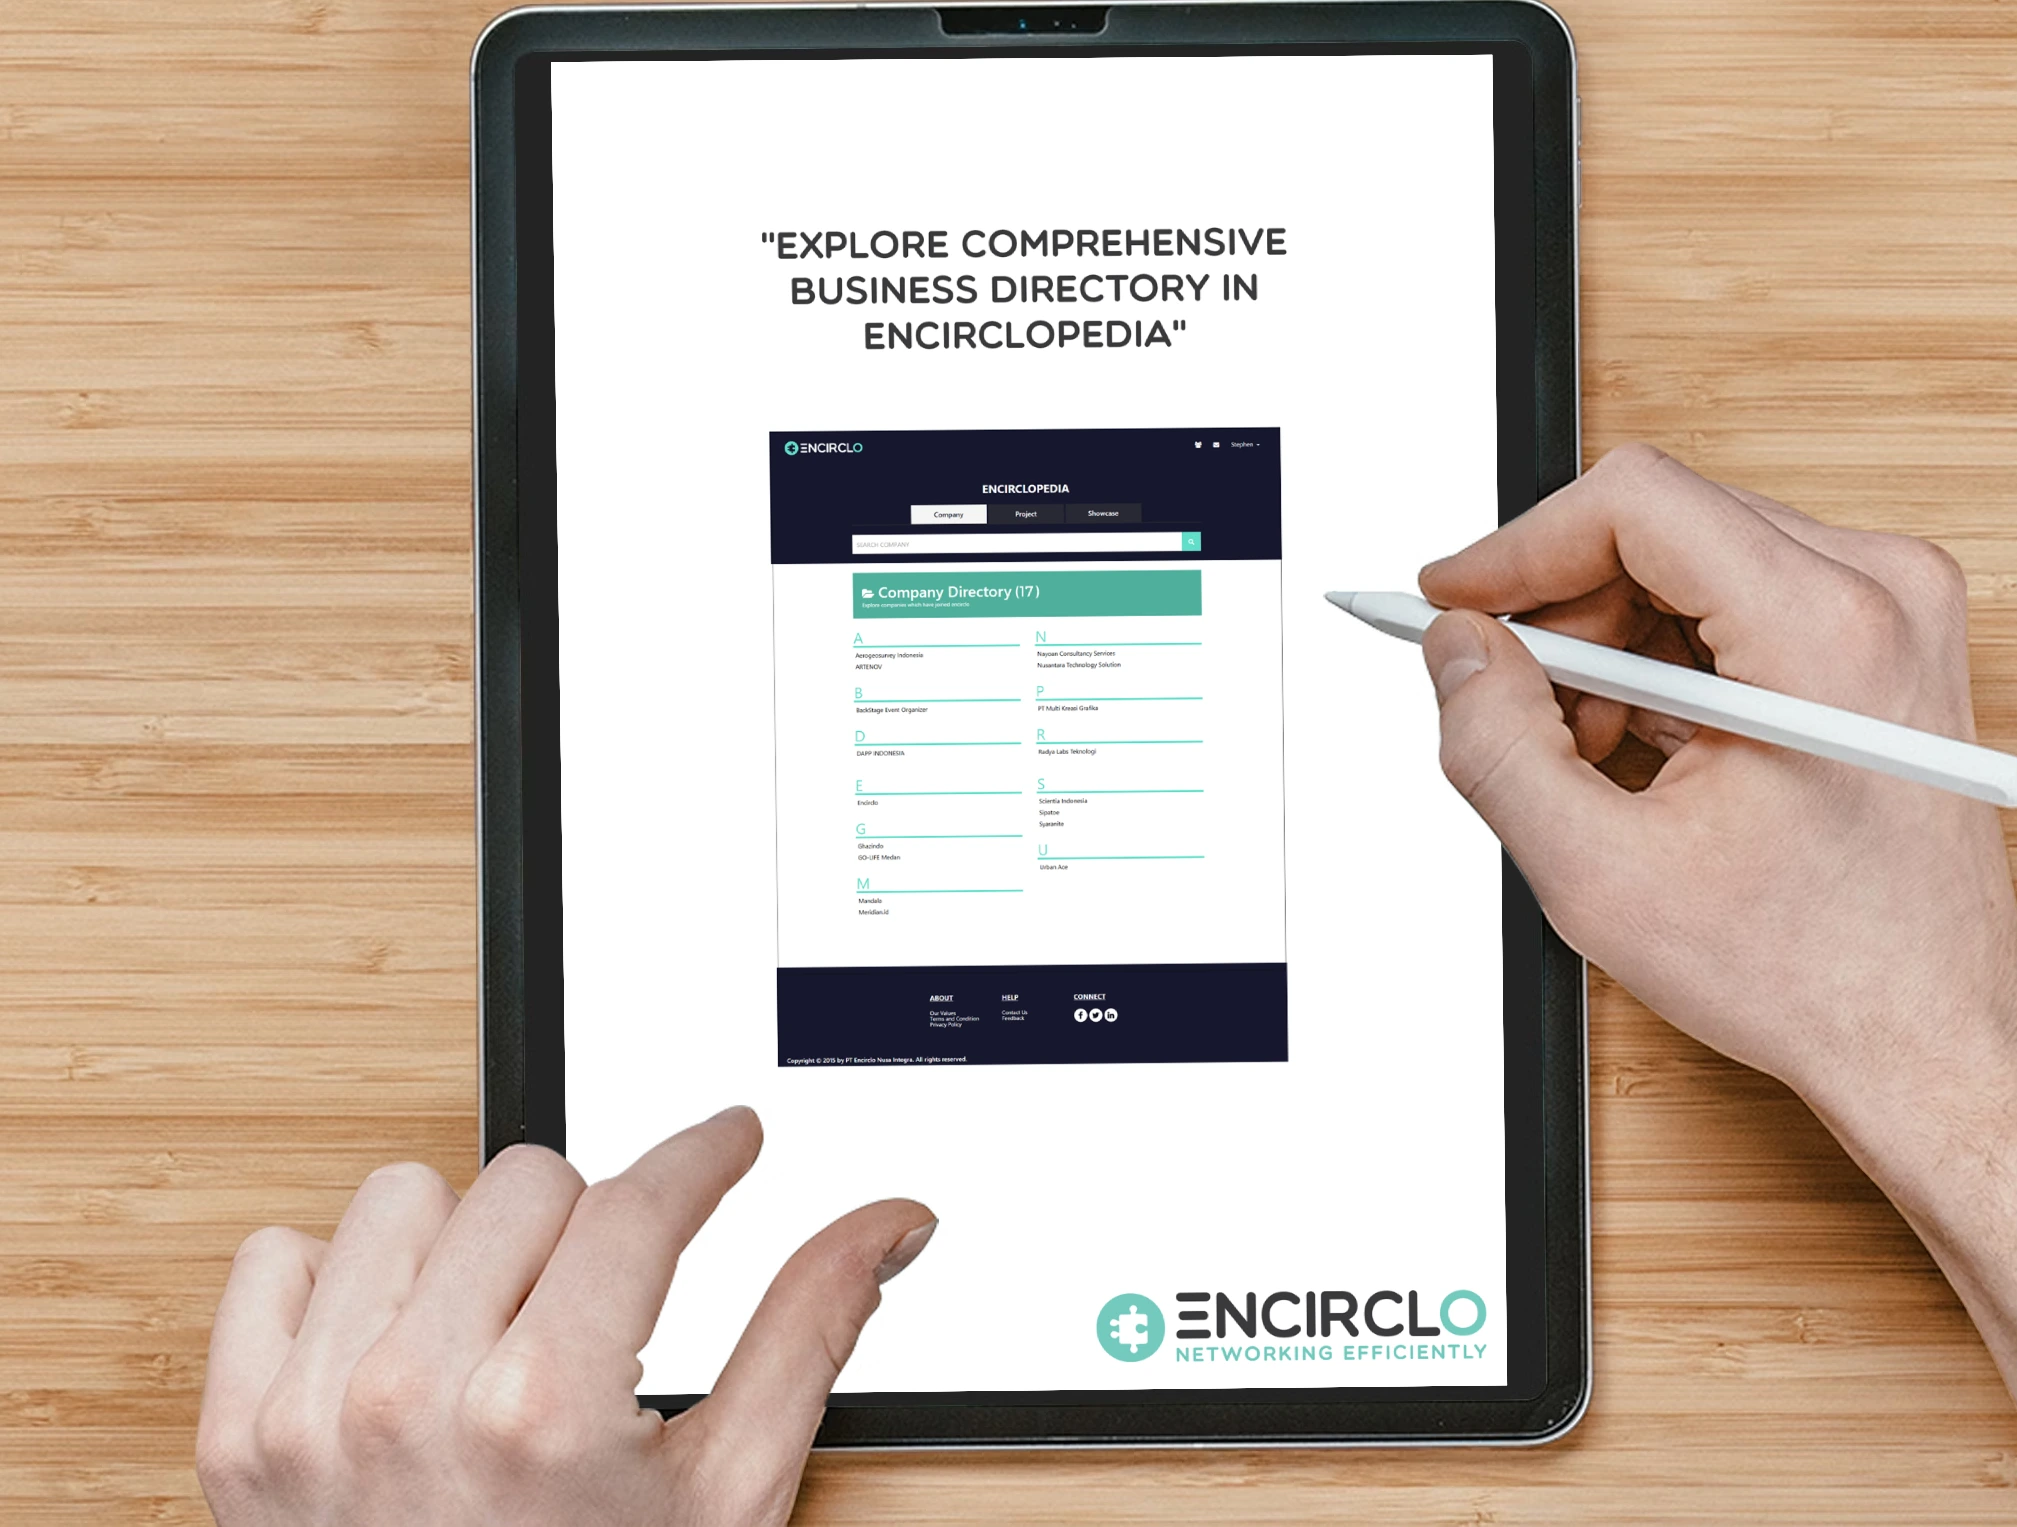 "EXPLORE COMPREHENSIVE
BUSINESS DIRECTORY IN
ENCIRCLOPEDIA"
ENCIRCLO
Stephen
ENCIRCLOPEDIA
Company
Project
Showcase
SEARCH COMPANY
Company Directory (17)
Explore companies which have joined encirclo
A
Aerogeosurvey Indonesia
ARTENOV
B
BackStage Event Organizer
D
DAPP INDONESIA
E
Encirclo
G
Ghazindo
GO-LIFE Medan
M
Mandala
Meridian.id
N
Nayoan Consultancy Services
Nusantara Technology Solution
P
PT Multi Kreasi Grafika
R
Radya Labs Teknologi
S
Scientia Indonesia
Sipatoe
Syaranite
U
Urban Ace
ABOUT
Our Values
Terms and Condition
Privacy Policy
HELP
Contact Us
Feedback
CONNECT
Copyright © 2015 by PT Encirclo Nusa Integra. All rights reserved.
ENCIRCLO
NETWORKING EFFICIENTLY